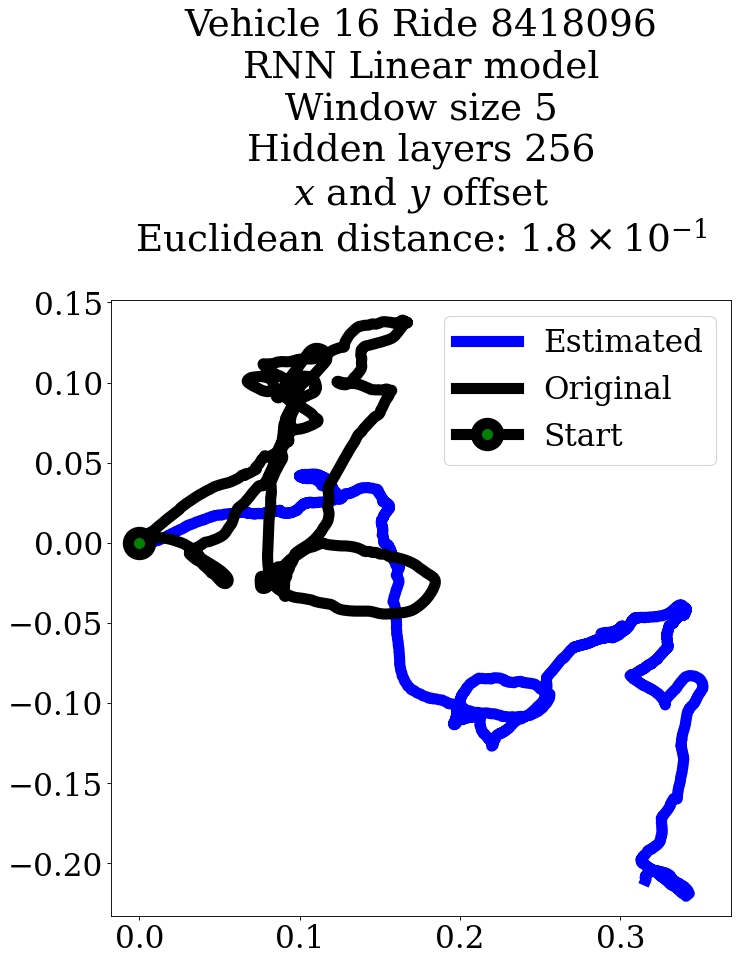 Vehicle 16 Ride 8418096
RNN Linear model
Window size 5
Hidden layers 256
x and y offset
Euclidean distance: 1.8 × 10⁻¹
Estimated
Original
Start
0.15
0.10
0.05
0.00
−0.05
−0.10
−0.15
−0.20
0.0 0.1 0.2 0.3